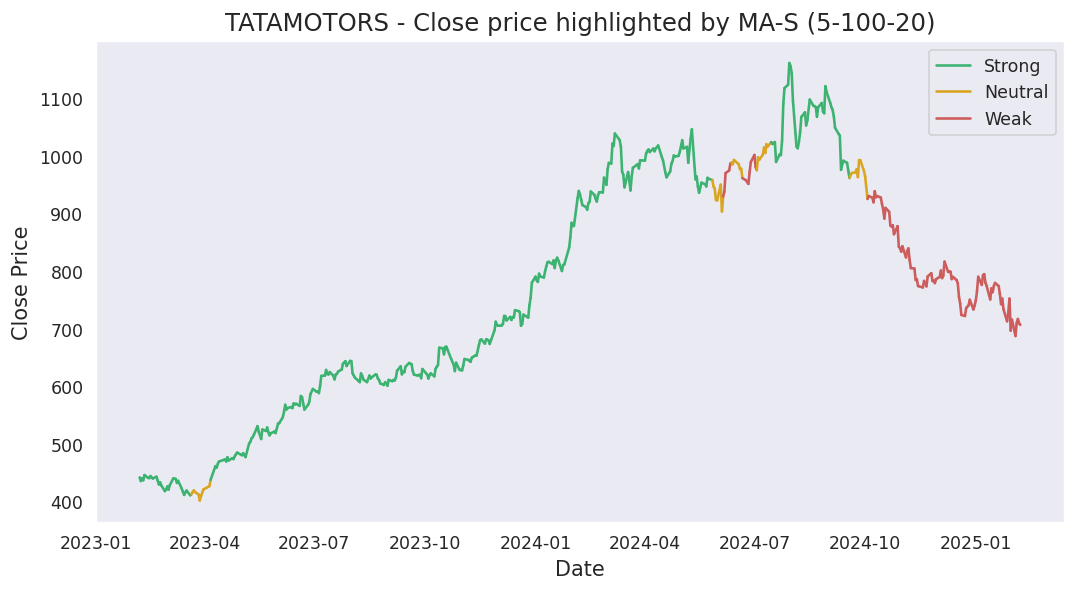 TATAMOTORS - Close price highlighted by MA-S (5-100-20)
Strong
Neutral
Weak
Close Price
1100
1000
900
800
700
600
500
400
2023-01 2023-04 2023-07 2023-10 2024-01 2024-04 2024-07 2024-10 2025-01
Date